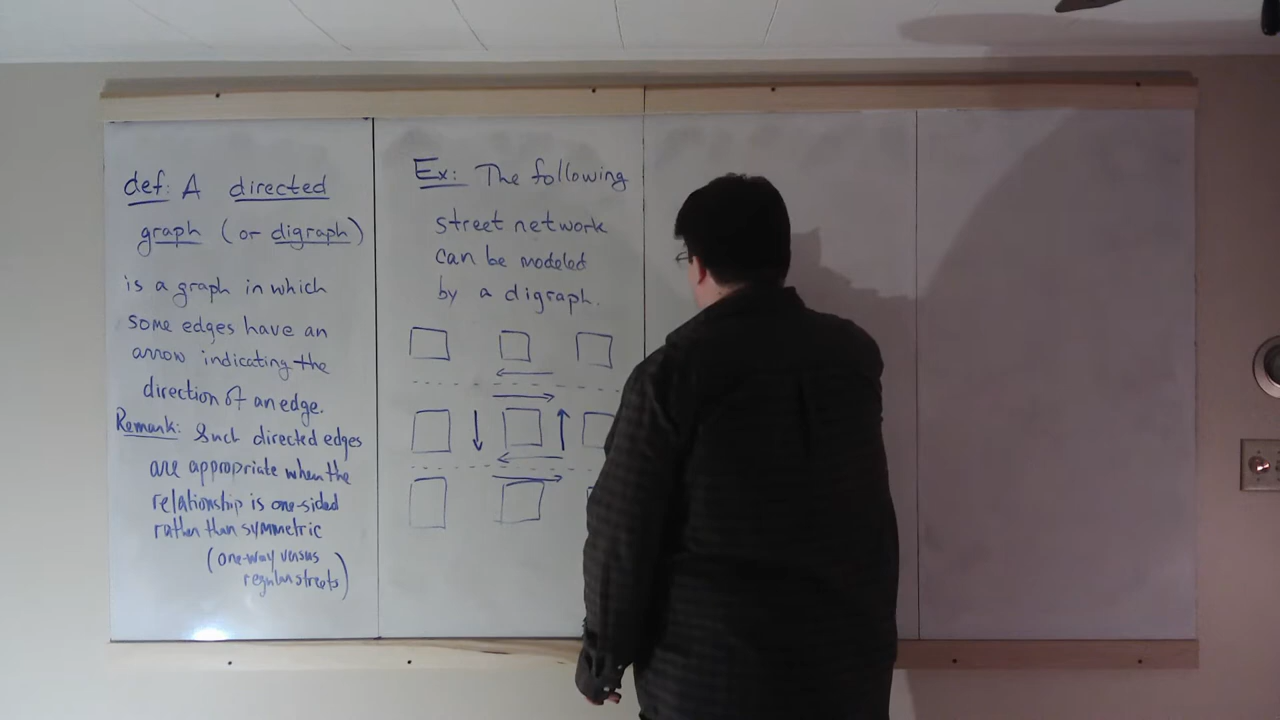 def: A directed
graph (or digraph)
is a graph in which
some edges have an
arrow indicating the
direction of an edge.
Remark: Such directed edges
are appropriate when the
relationship is one-sided
rather than symmetric
(one-way versus
regular streets)
Ex: The following
street network
can be modeled
by a digraph.